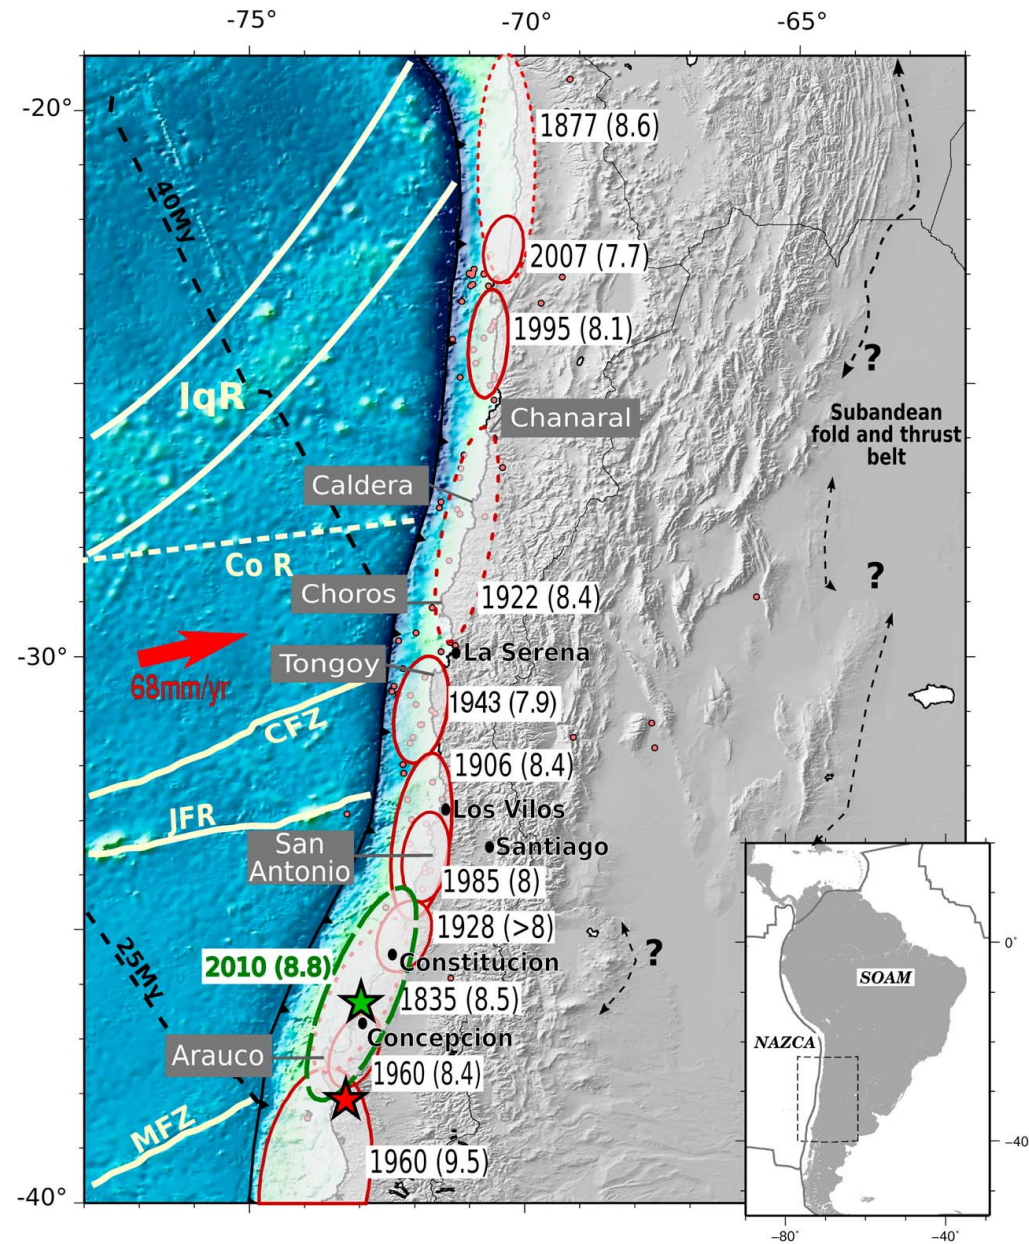 -75°
-70°
-65°
-20°
1877 (8.6)
40My
2007 (7.7)
1995 (8.1)
?
IqR
Chanaral
Subandean
fold and thrust
belt
Caldera
Co R
?
Choros
1922 (8.4)
-30°
La Serena
Tongoy
68mm/yr
1943 (7.9)
CFZ
1906 (8.4)
Los Vilos
JFR
San
Antonio
Santiago
1985 (8)
1928 (>8)
?
25My
2010 (8.8)
Constitucion
1835 (8.5)
Concepcion
Arauco
1960 (8.4)
MFZ
1960 (9.5)
-40°
0°
SOAM
NAZCA
-40
-80°
-40°